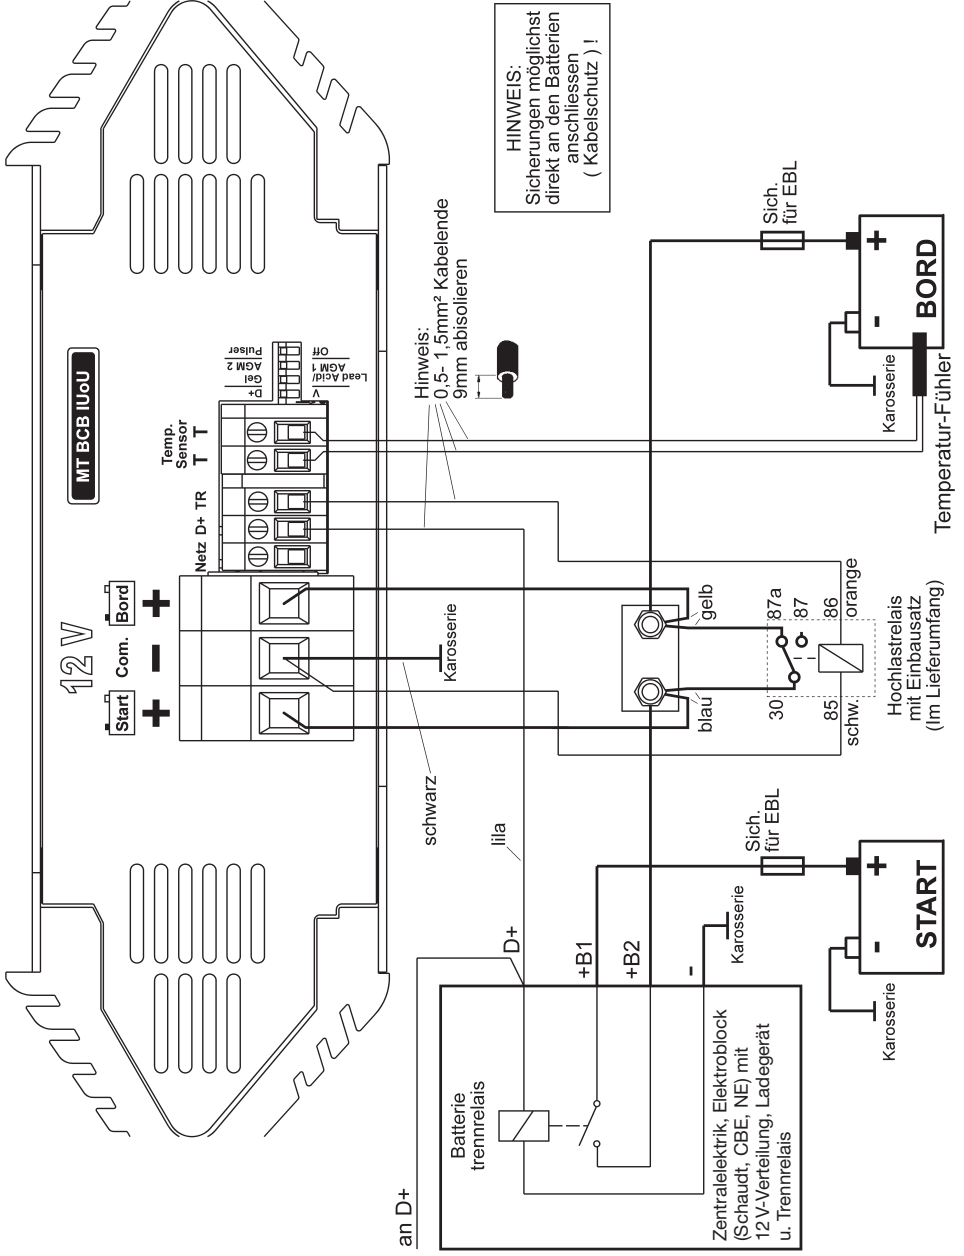 MT BCB IUoU
12 V
Start
Com.
Bord
+
−
+
Netz
D+
TR
Temp.
Sensor
T
T
D+
Gel
AGM 2
Pulser
V
Lead Acid/
AGM 1
Off
HINWEIS:
Sicherungen möglichst
direkt an den Batterien
anschliessen
( Kabelschutz ) !
Hinweis:
0,5- 1,5mm² Kabelende
9mm abisolieren
schwarz
lila
Karosserie
blau
gelb
30
87a
87
85
schw.
86
orange
Hochlastrelais
mit Einbausatz
(Im Lieferumfang)
an D+
D+
+B1
+B2
-
Karosserie
Batterie
trennrelais
Zentralelektrik, Elektroblock
(Schaudt, CBE, NE) mit
12 V-Verteilung, Ladegerät
u. Trennrelais
Sich.
für EBL
+
-
START
Karosserie
Sich.
für EBL
+
-
BORD
Karosserie
Temperatur-Fühler